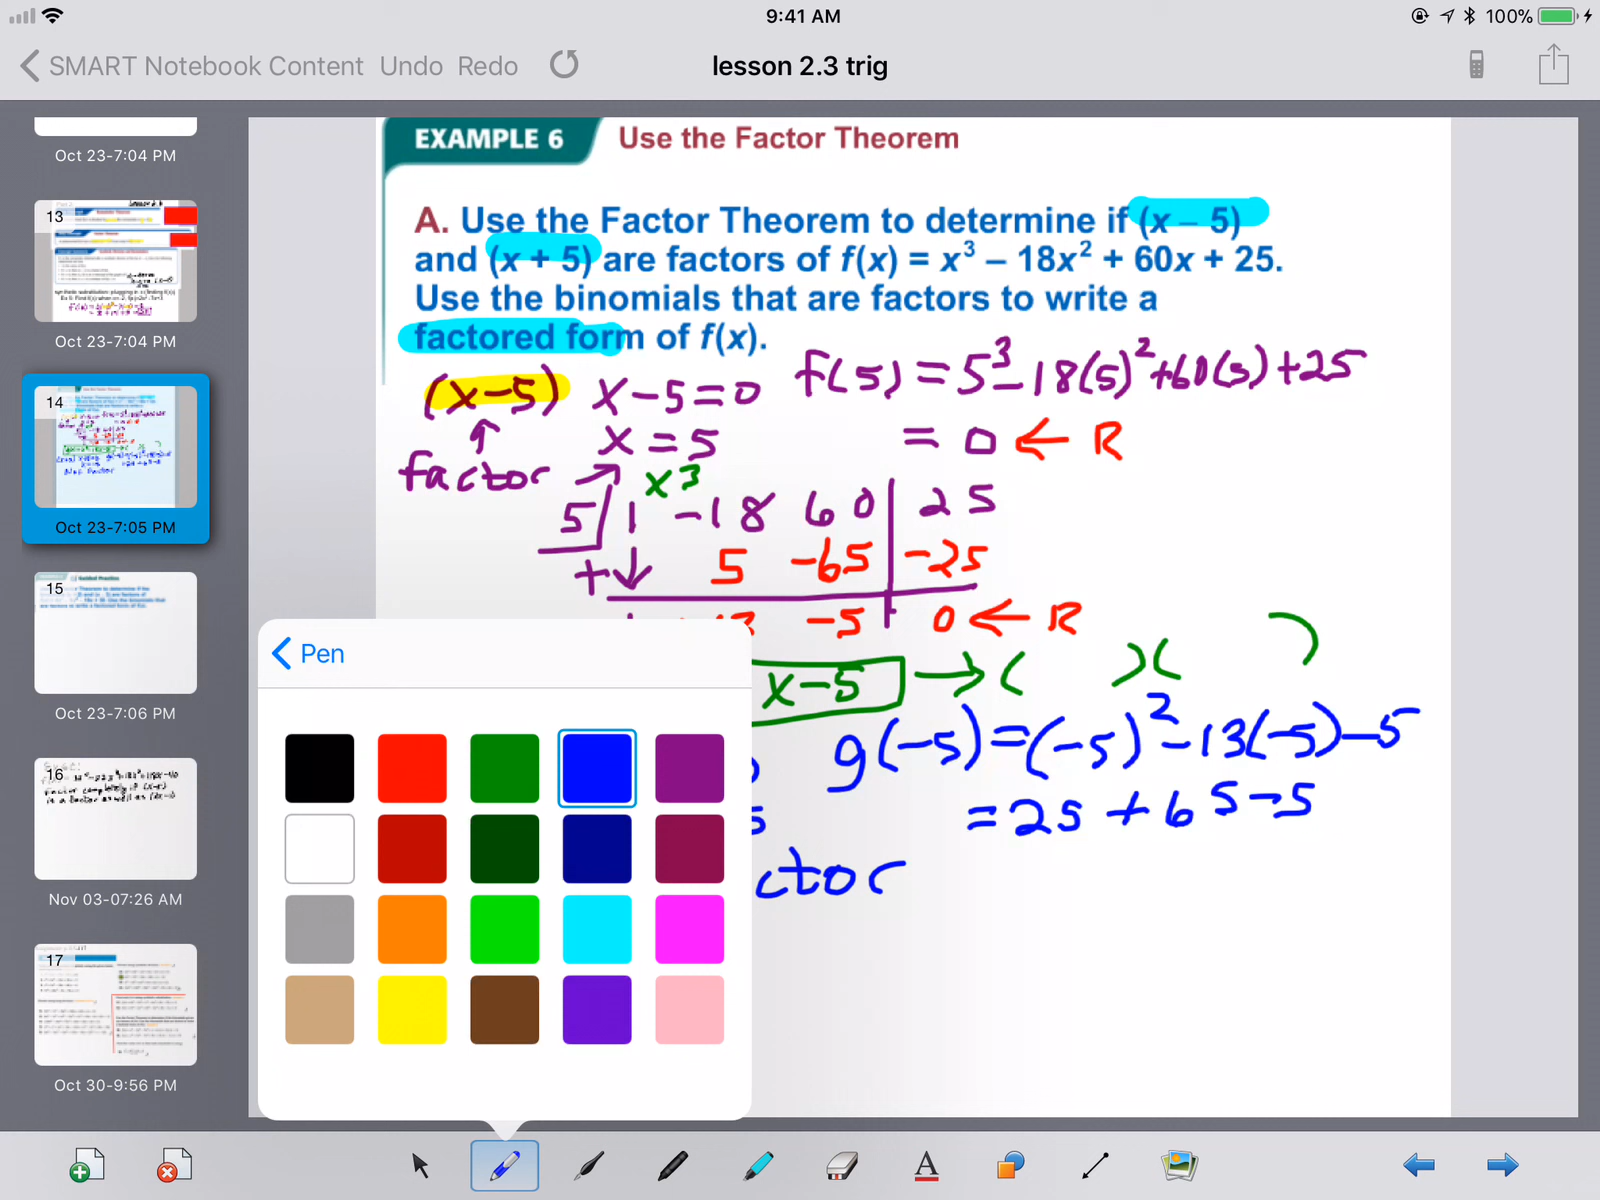 9:41 AM
100%
SMART Notebook Content Undo Redo
lesson 2.3 trig
Oct 23-7:04 PM
13
Oct 23-7:04 PM
14
Oct 23-7:05 PM
15
Guided Practice
Oct 23-7:06 PM
16
Nov 03-07:26 AM
17
Oct 30-9:56 PM
EXAMPLE 6 Use the Factor Theorem
A. Use the Factor Theorem to determine if (x – 5)
and (x + 5) are factors of f(x) = x³ – 18x² + 60x + 25.
Use the binomials that are factors to write a
factored form of f(x).
(x-5) x-5=0 f(5) = 5³-18(5)²+60(5)+25
x = 5 = 0 ← R
factor
x³
5 1 -18 60 25
+ 5 -65 -25
-5 0 ← R
x-5 → ( )( )
g(-5)=(-5)²-13(-5)-5
= 25 + 65-5
ctor
Pen
A